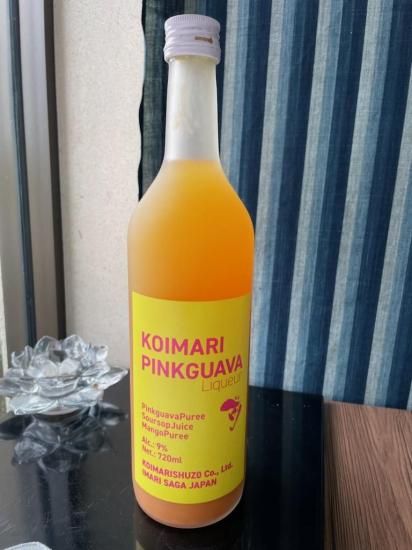 KOIMARI
PINKGUAVA
Liqueur
PinkguavaPuree
SoursopJuice
MangoPuree
Alc.: 9%
Net.: 720ml
KOIMARISHUZO Co., Ltd.
IMARI SAGA JAPAN